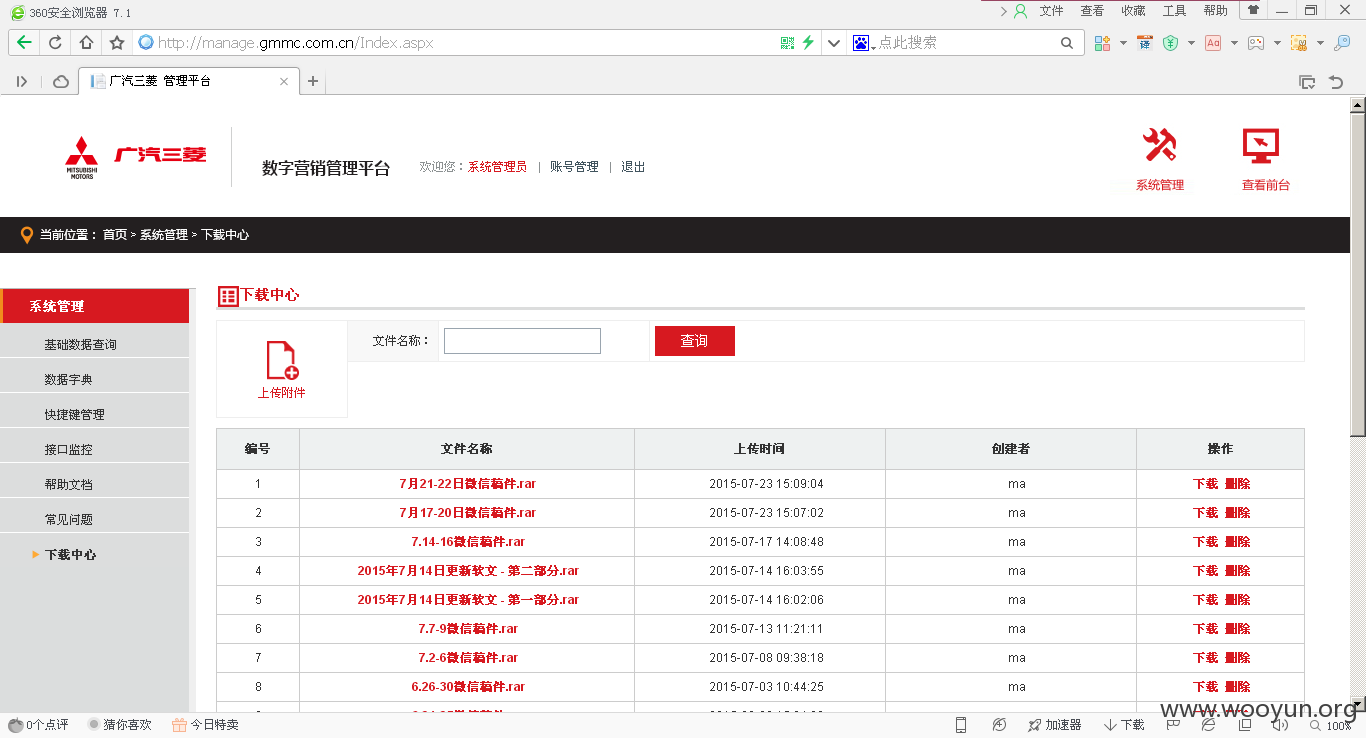 360安全浏览器 7.1
文件 查看 收藏 工具 帮助
http://manage.gmmc.com.cn/Index.aspx
点此搜索
广汽三菱 管理平台
MITSUBISHI MOTORS
广汽三菱
数字营销管理平台
欢迎您：系统管理员 | 账号管理 | 退出
系统管理
查看前台
当前位置： 首页 > 系统管理 > 下载中心
系统管理
基础数据查询
数据字典
快捷键管理
接口监控
帮助文档
常见问题
下载中心
下载中心
上传附件
文件名称：
查询
编号 文件名称 上传时间 创建者 操作
1 7月21-22日微信稿件.rar 2015-07-23 15:09:04 ma 下载 删除
2 7月17-20日微信稿件.rar 2015-07-23 15:07:02 ma 下载 删除
3 7.14-16微信稿件.rar 2015-07-17 14:08:48 ma 下载 删除
4 2015年7月14日更新软文 - 第二部分.rar 2015-07-14 16:03:55 ma 下载 删除
5 2015年7月14日更新软文 - 第一部分.rar 2015-07-14 16:02:06 ma 下载 删除
6 7.7-9微信稿件.rar 2015-07-13 11:21:11 ma 下载 删除
7 7.2-6微信稿件.rar 2015-07-08 09:38:18 ma 下载 删除
8 6.26-30微信稿件.rar 2015-07-03 10:44:25 ma 下载 删除
www.wooyun.org
0个点评 猜你喜欢 今日特卖
加速器 下载 100%